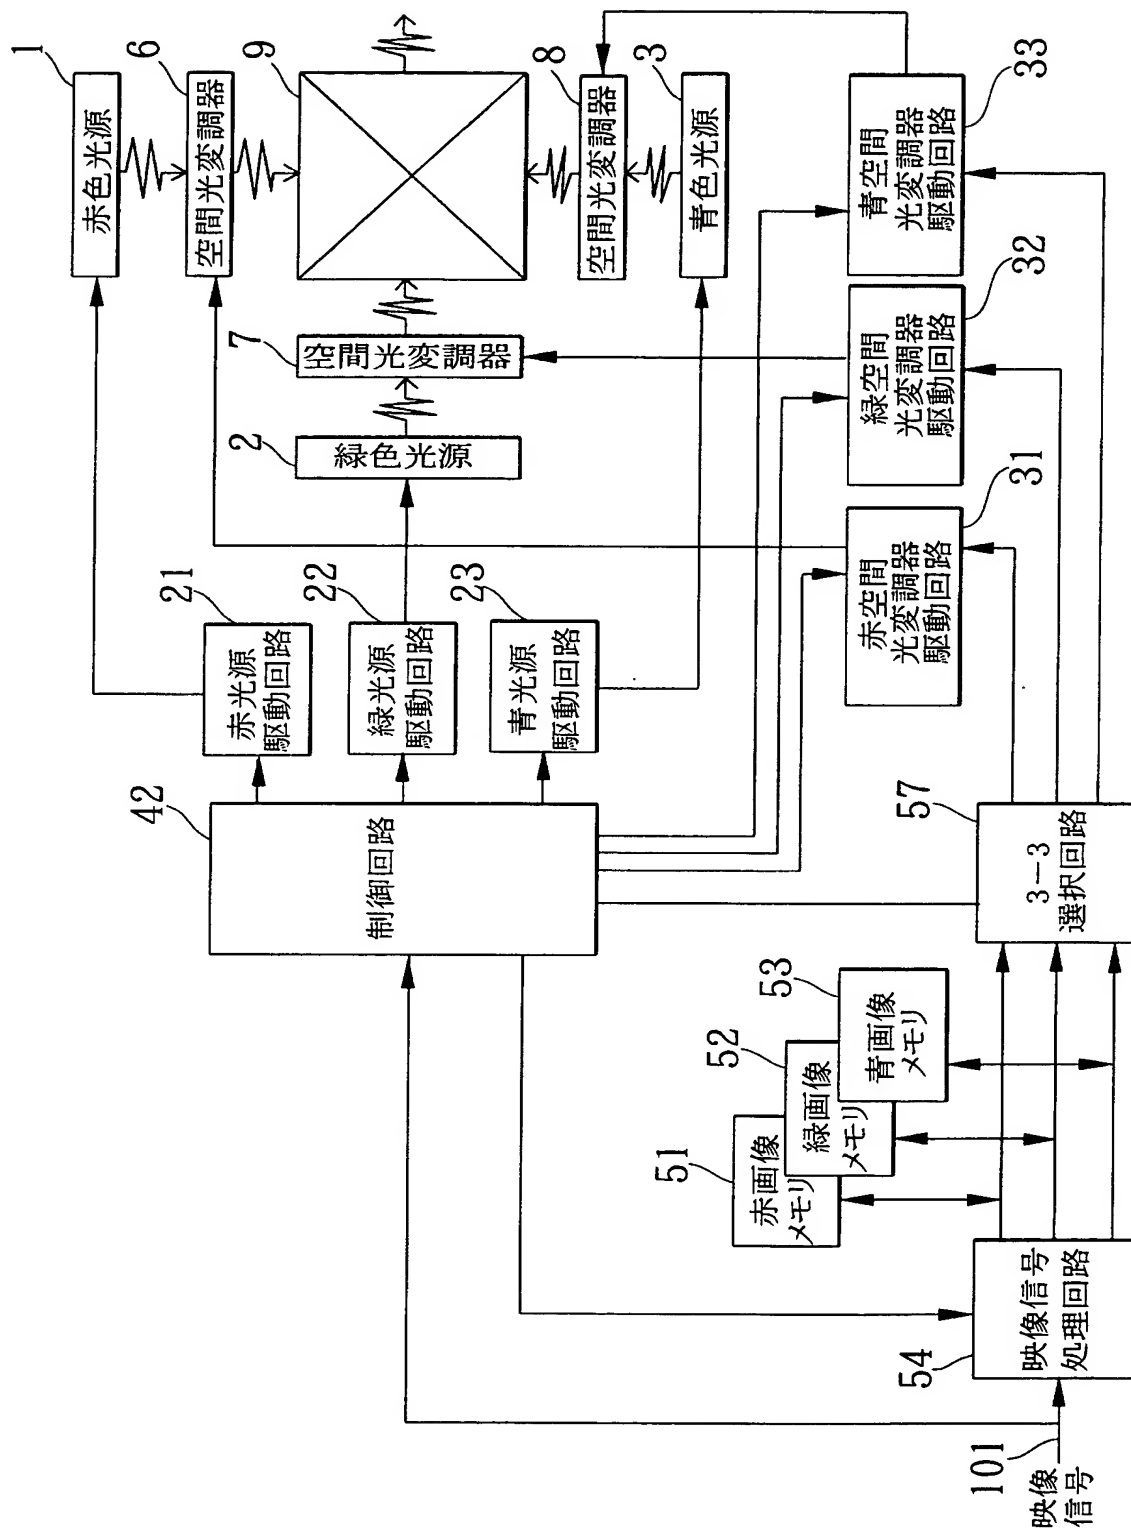 1
赤色光源
6
空間光変調器
9
7
空間光変調器
2
緑色光源
8
空間光変調器
3
青色光源
21
赤光源
駆動回路
22
緑光源
駆動回路
23
青光源
駆動回路
33
青空間
光変調器
駆動回路
32
緑空間
光変調器
駆動回路
31
赤空間
光変調器
駆動回路
42
制御回路
57
3－3
選択回路
51
赤画像
メモリ
52
緑画像
メモリ
53
青画像
メモリ
54
映像信号
処理回路
101
映像
信号